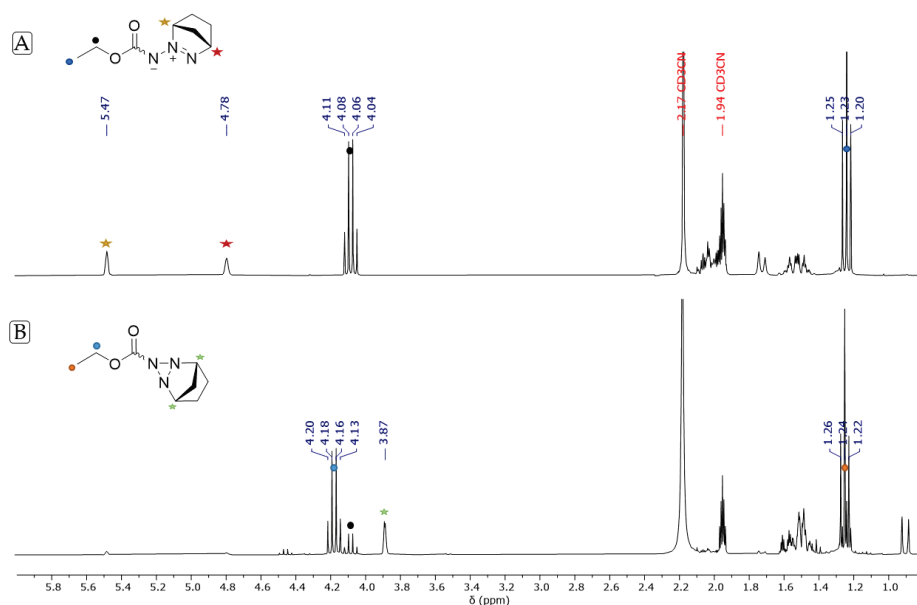 A
O
O
N
−
N
+
N
5.47
4.78
4.11
4.08
4.06
4.04
2.17 CD3CN
1.94 CD3CN
1.25
1.23
1.20
B
O
O
N
N
N
4.20
4.18
4.16
4.13
3.87
1.26
1.24
1.22
5.8 5.6 5.4 5.2 5.0 4.8 4.6 4.4 4.2 4.0 3.8 3.6 3.4 3.2 3.0 2.8 2.6 2.4 2.2 2.0 1.8 1.6 1.4 1.2 1.0
δ (ppm)